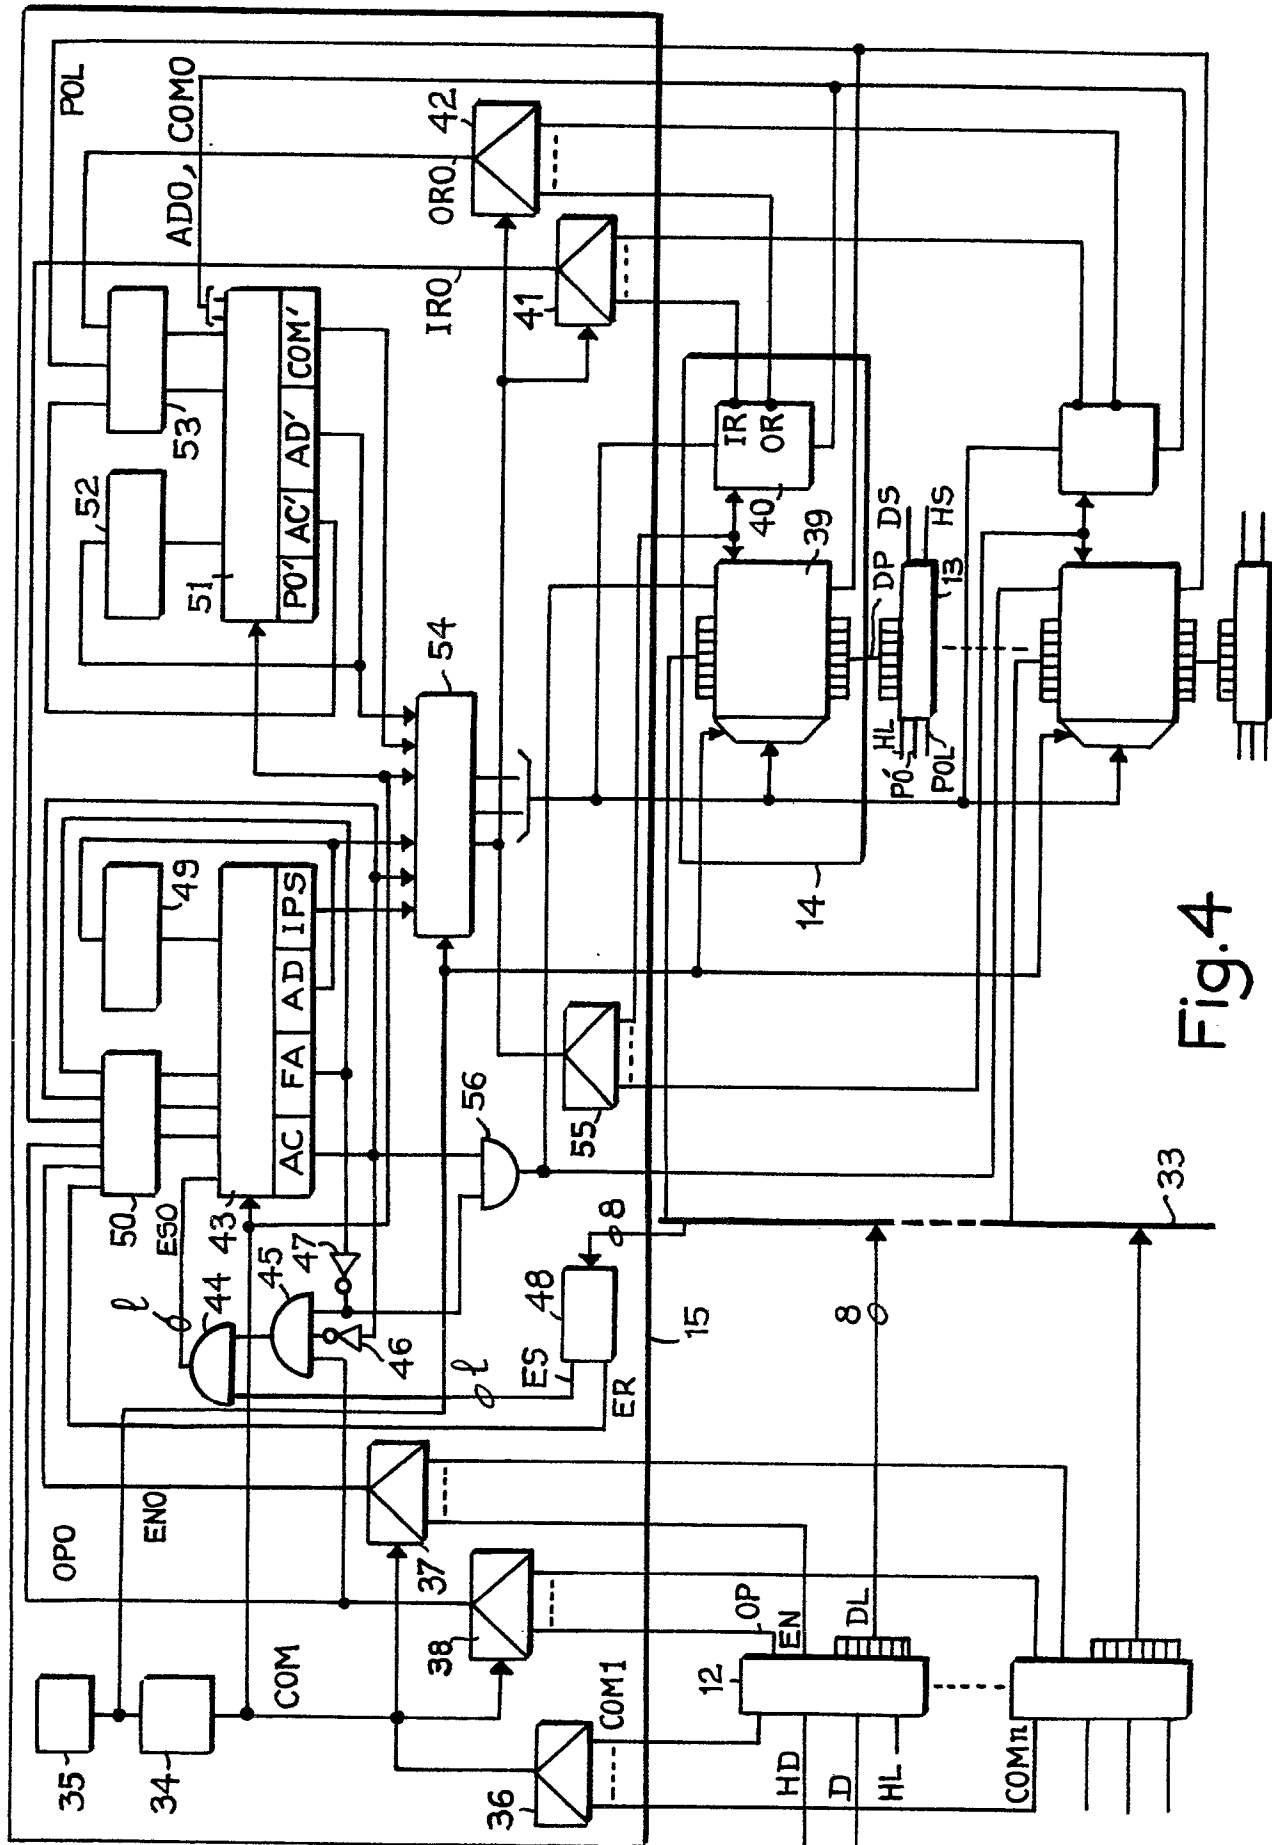 POL
ADO, COMO
42
ORO
IRO
41
53
52
51
PO' AC' AD' COM'
54
49
50
ESO
43
AC FA AD IPS
44
45
47
46
ℓ
ℓ
56
55
48
ES
ER
8
15
35
34
OPO
ENO
COM
37
38
36
COM1
COMn
12
OP
EN
DL
HD
D
HL
8
33
14
IR
OR
40
39
DP
DS
HS
13
HL
PO'
POL
Fig.4